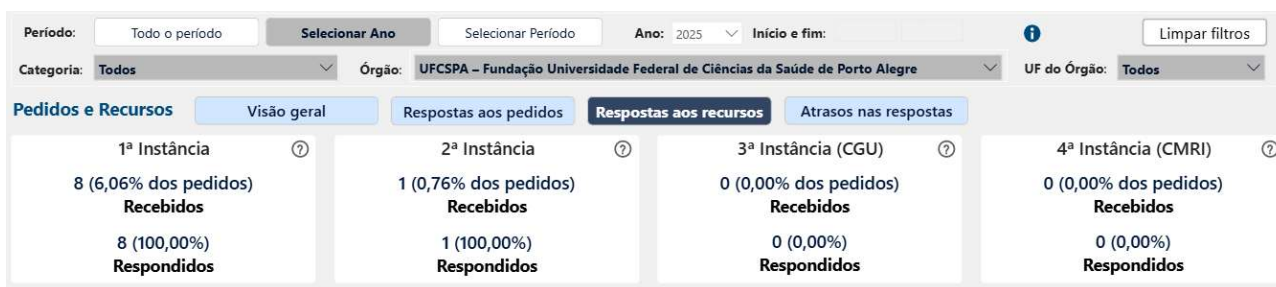 Período: Todo o período Selecionar Ano Selecionar Período Ano: 2025 Início e fim: Limpar filtros
Categoria: Todos Órgão: UFCSPA – Fundação Universidade Federal de Ciências da Saúde de Porto Alegre UF do Órgão: Todos
Pedidos e Recursos Visão geral Respostas aos pedidos Respostas aos recursos Atrasos nas respostas
1ª Instância
8 (6,06% dos pedidos)
Recebidos
8 (100,00%)
Respondidos
2ª Instância
1 (0,76% dos pedidos)
Recebidos
1 (100,00%)
Respondidos
3ª Instância (CGU)
0 (0,00% dos pedidos)
Recebidos
0 (0,00%)
Respondidos
4ª Instância (CMRI)
0 (0,00% dos pedidos)
Recebidos
0 (0,00%)
Respondidos